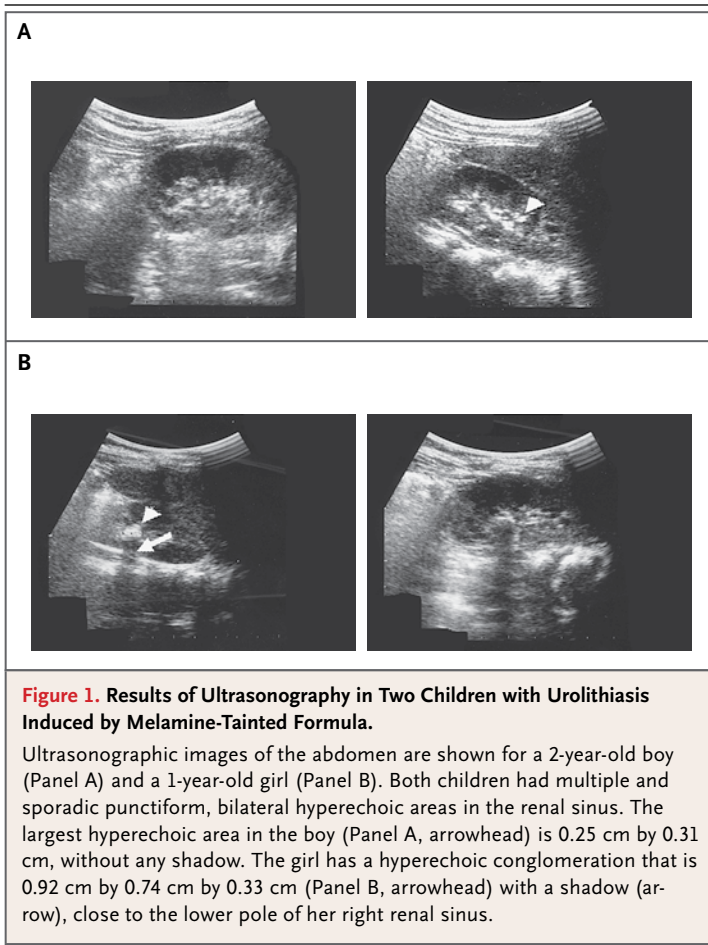 A
B
Figure 1. Results of Ultrasonography in Two Children with Urolithiasis
Induced by Melamine-Tainted Formula.
Ultrasonographic images of the abdomen are shown for a 2-year-old boy
(Panel A) and a 1-year-old girl (Panel B). Both children had multiple and
sporadic punctiform, bilateral hyperechoic areas in the renal sinus. The
largest hyperechoic area in the boy (Panel A, arrowhead) is 0.25 cm by 0.31
cm, without any shadow. The girl has a hyperechoic conglomeration that is
0.92 cm by 0.74 cm by 0.33 cm (Panel B, arrowhead) with a shadow (ar-
row), close to the lower pole of her right renal sinus.